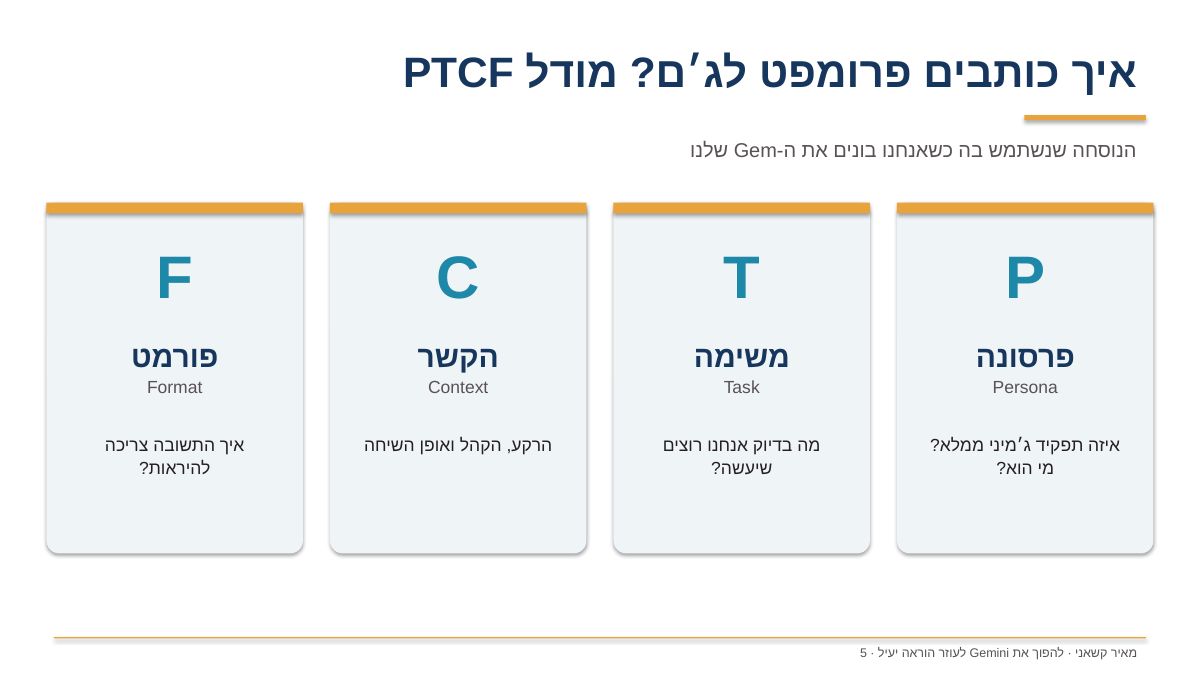 איך כותבים פרומפט לג׳ם? מודל PTCF
הנוסחה שנשתמש בה כשאנחנו בונים את ה-Gem שלנו
P
פרסונה
Persona
איזה תפקיד ג׳מיני ממלא?
מי הוא?
T
משימה
Task
מה בדיוק אנחנו רוצים
שיעשה?
C
הקשר
Context
הרקע, הקהל ואופן השיחה
F
פורמט
Format
איך התשובה צריכה
להיראות?
מאיר קשאני · להפוך את Gemini לעוזר הוראה יעיל · 5